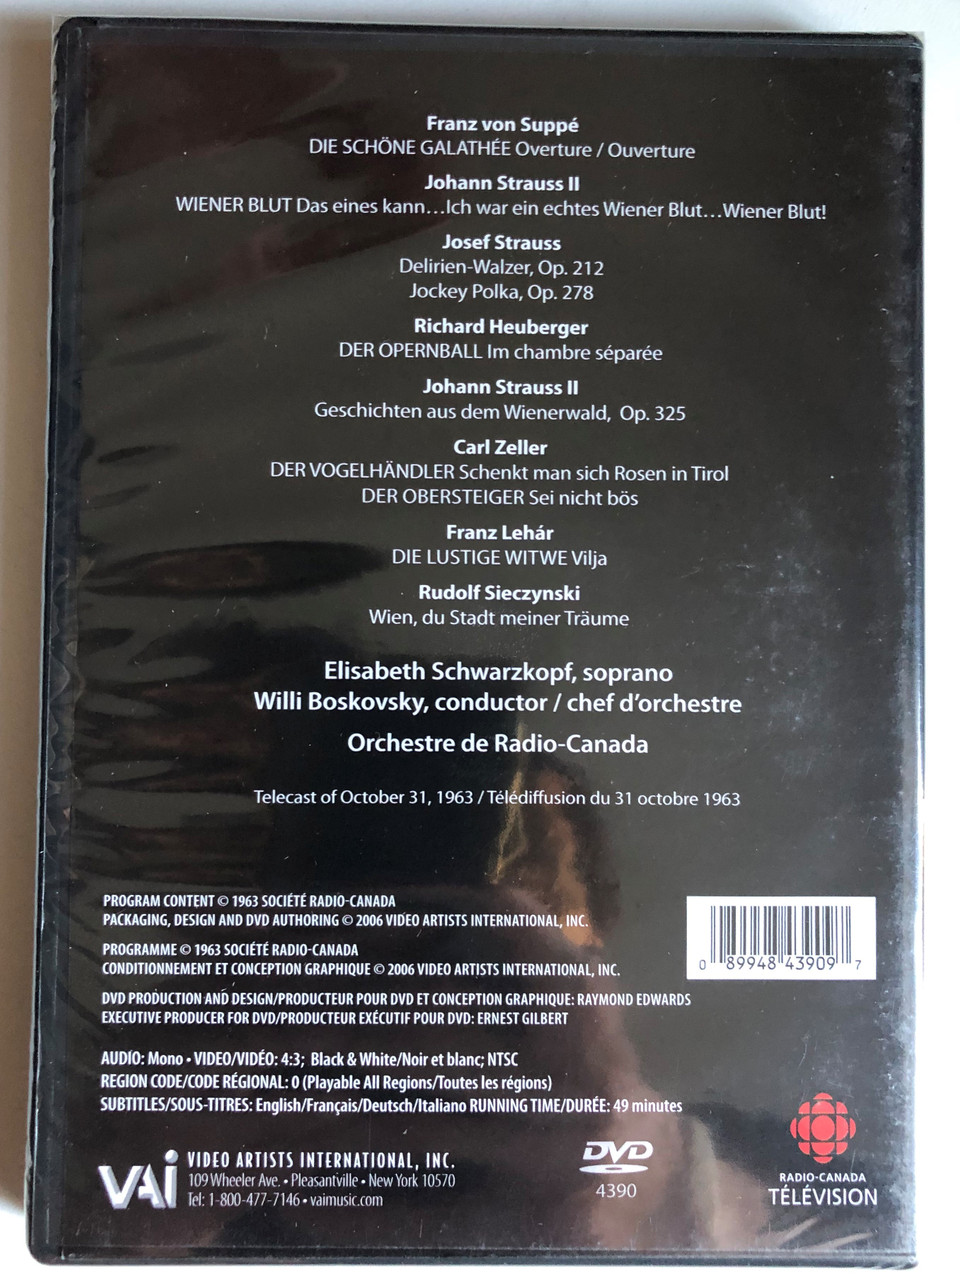 Franz von Suppé
DIE SCHÖNE GALATHÉE Overture / Ouverture
Johann Strauss II
WIENER BLUT Das eines kann...Ich war ein echtes Wiener Blut...Wiener Blut!
Josef Strauss
Delirien-Walzer, Op. 212
Jockey Polka, Op. 278
Richard Heuberger
DER OPERNBALL Im chambre séparée
Johann Strauss II
Geschichten aus dem Wienerwald, Op. 325
Carl Zeller
DER VOGELHÄNDLER Schenkt man sich Rosen in Tirol
DER OBERSTEIGER Sei nicht bös
Franz Lehár
DIE LUSTIGE WITWE Vilja
Rudolf Sieczynski
Wien, du Stadt meiner Träume
Elisabeth Schwarzkopf, soprano
Willi Boskovsky, conductor / chef d'orchestre
Orchestre de Radio-Canada
Telecast of October 31, 1963 / Télédiffusion du 31 octobre 1963
PROGRAM CONTENT © 1963 SOCIÉTÉ RADIO-CANADA
PACKAGING, DESIGN AND DVD AUTHORING © 2006 VIDEO ARTISTS INTERNATIONAL, INC.
PROGRAMME © 1963 SOCIÉTÉ RADIO-CANADA
CONDITIONNEMENT ET CONCEPTION GRAPHIQUE © 2006 VIDEO ARTISTS INTERNATIONAL, INC.
DVD PRODUCTION AND DESIGN/PRODUCTEUR POUR DVD ET CONCEPTION GRAPHIQUE: RAYMOND EDWARDS
EXECUTIVE PRODUCER FOR DVD/PRODUCTEUR EXÉCUTIF POUR DVD: ERNEST GILBERT
0 89948 43909 7
AUDIO: Mono • VIDEO/VIDÉO: 4:3; Black & White/Noir et blanc; NTSC
REGION CODE/CODE RÉGIONAL: 0 (Playable All Regions/Toutes les régions)
SUBTITLES/SOUS-TITRES: English/Français/Deutsch/Italiano RUNNING TIME/DURÉE: 49 minutes
VAI
VIDEO ARTISTS INTERNATIONAL, INC.
109 Wheeler Ave. • Pleasantville • New York 10570
Tel: 1-800-477-7146 • vaimusic.com
DVD
4390
RADIO-CANADA
TÉLÉVISION